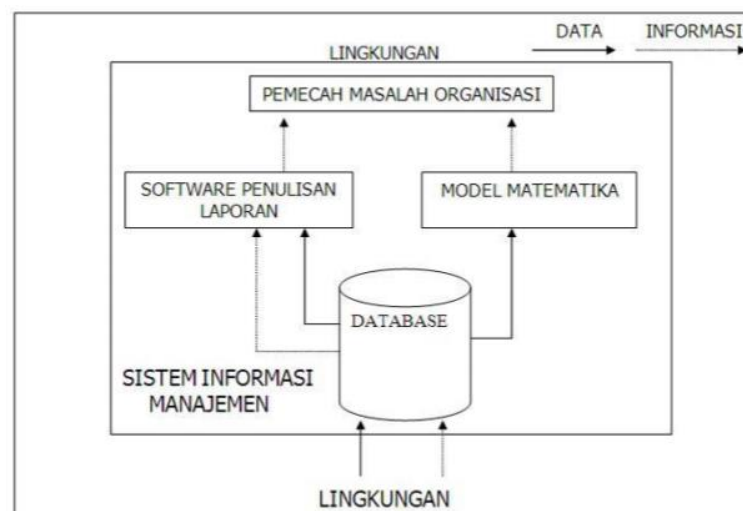 DATA
INFORMASI
LINGKUNGAN
PEMECAH MASALAH ORGANISASI
SOFTWARE PENULISAN
LAPORAN
MODEL MATEMATIKA
DATABASE
SISTEM INFORMASI
MANAJEMEN
LINGKUNGAN